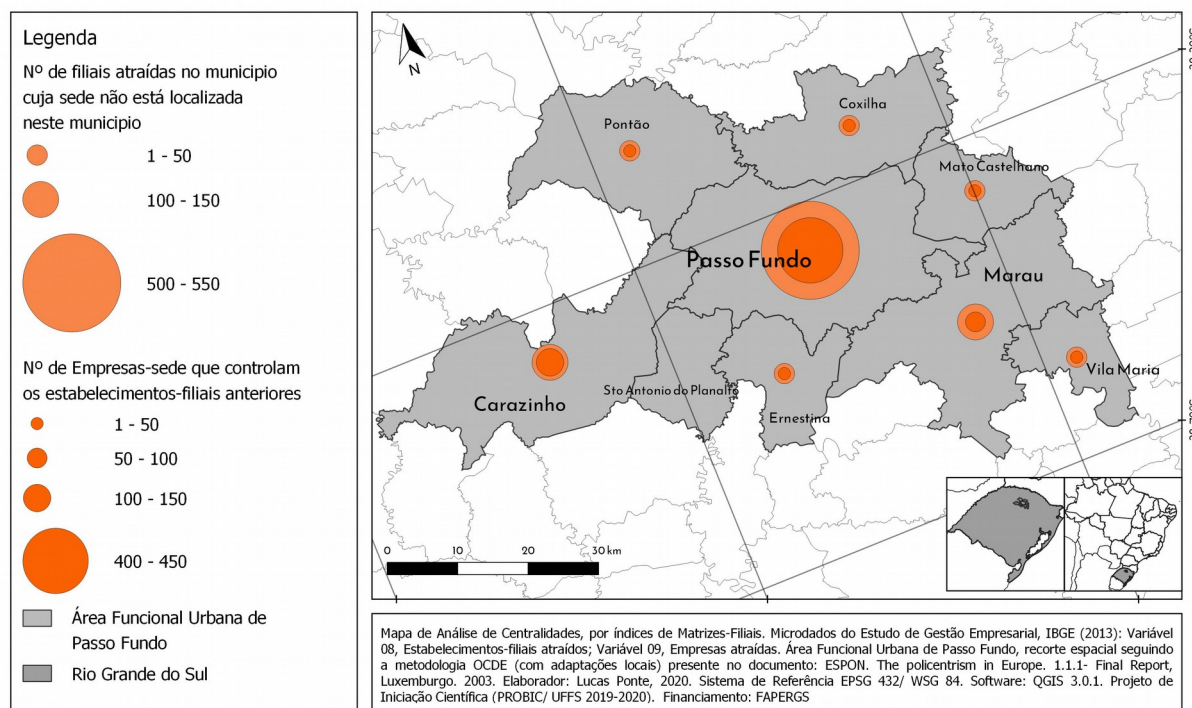 Legenda
Nº de filiais atraídas no municipio
cuja sede não está localizada
neste municipio
1 - 50
100 - 150
500 - 550
Nº de Empresas-sede que controlam
os estabelecimentos-filiais anteriores
1 - 50
50 - 100
100 - 150
400 - 450
Área Funcional Urbana de
Passo Fundo
Rio Grande do Sul
N
Coxilha
Pontão
Mato Castelhano
Passo Fundo
Marau
Vila Maria
Sto Antonio do Planalto
Carazinho
Ernestina
0 10 20 30 km
Mapa de Análise de Centralidades, por índices de Matrizes-Filiais. Microdados do Estudo de Gestão Empresarial, IBGE (2013): Variável
08, Estabelecimentos-filiais atraídos; Variável 09, Empresas atraídas. Área Funcional Urbana de Passo Fundo, recorte espacial seguindo
a metodologia OCDE (com adaptações locais) presente no documento: ESPON. The policentrism in Europe. 1.1.1- Final Report,
Luxemburgo. 2003. Elaborador: Lucas Ponte, 2020. Sistema de Referência EPSG 432/ WSG 84. Software: QGIS 3.0.1. Projeto de
Iniciação Científica (PROBIC/ UFFS 2019-2020). Financiamento: FAPERGS